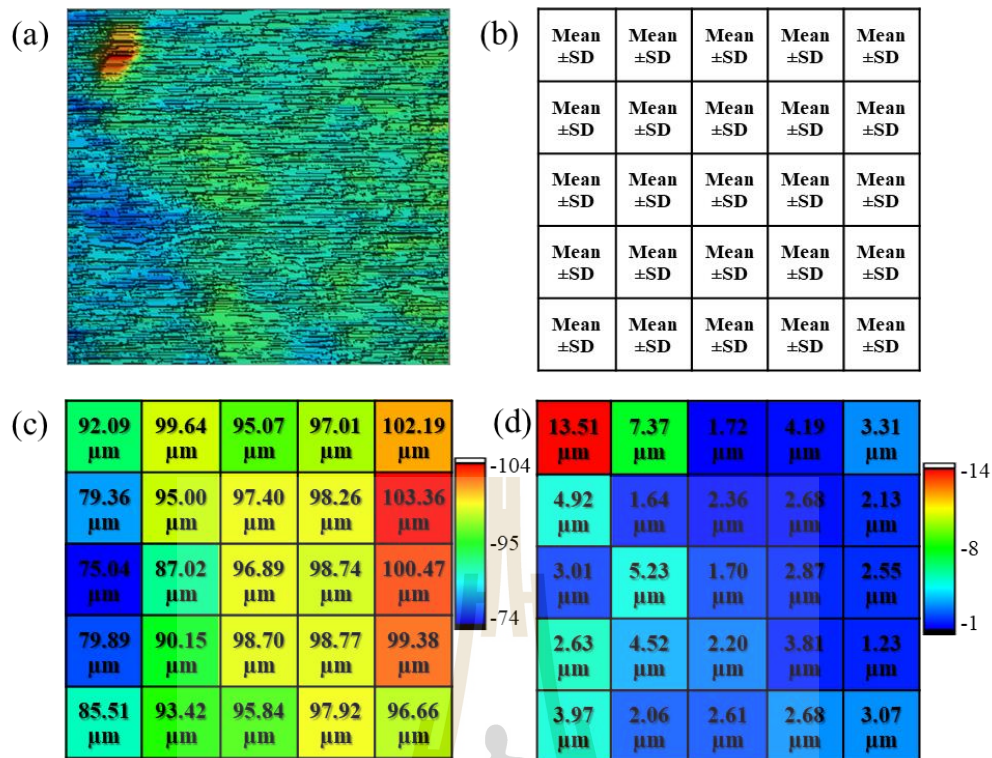 (a)
(b)
Mean Mean Mean Mean Mean
±SD ±SD ±SD ±SD ±SD
Mean Mean Mean Mean Mean
±SD ±SD ±SD ±SD ±SD
Mean Mean Mean Mean Mean
±SD ±SD ±SD ±SD ±SD
Mean Mean Mean Mean Mean
±SD ±SD ±SD ±SD ±SD
Mean Mean Mean Mean Mean
±SD ±SD ±SD ±SD ±SD
(c)
92.09 99.64 95.07 97.01 102.19
µm µm µm µm µm
79.36 95.00 97.40 98.26 103.36
µm µm µm µm µm
75.04 87.02 96.89 98.74 100.47
µm µm µm µm µm
79.89 90.15 98.70 98.77 99.38
µm µm µm µm µm
85.51 93.42 95.84 97.92 96.66
µm µm µm µm µm
-104
-95
-74
(d)
13.51 7.37 1.72 4.19 3.31
µm µm µm µm µm
4.92 1.64 2.36 2.68 2.13
µm µm µm µm µm
3.01 5.23 1.70 2.87 2.55
µm µm µm µm µm
2.63 4.52 2.20 3.81 1.23
µm µm µm µm µm
3.97 2.06 2.61 2.68 3.07
µm µm µm µm µm
-14
-8
-1